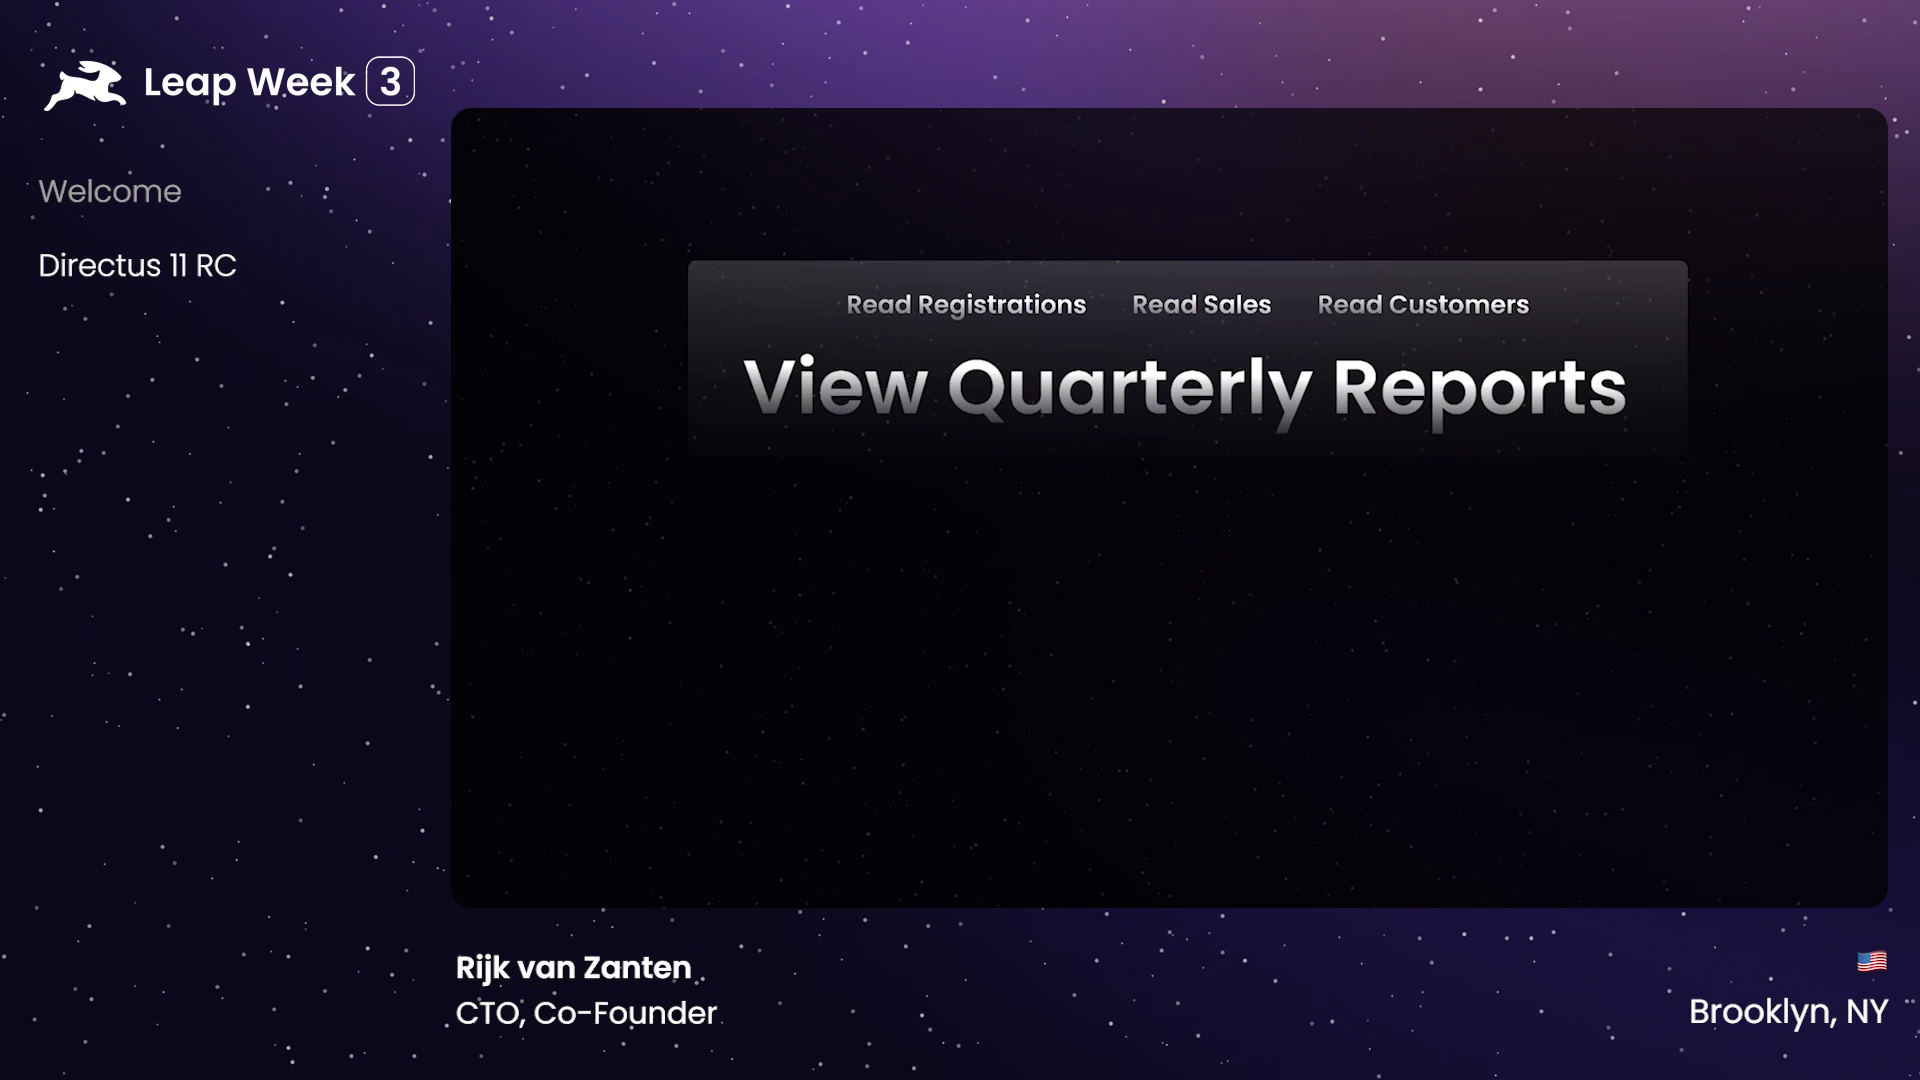 Leap Week 3
Welcome
Directus 11 RC
Read Registrations Read Sales Read Customers
View Quarterly Reports
Rijk van Zanten
CTO, Co-Founder
Brooklyn, NY